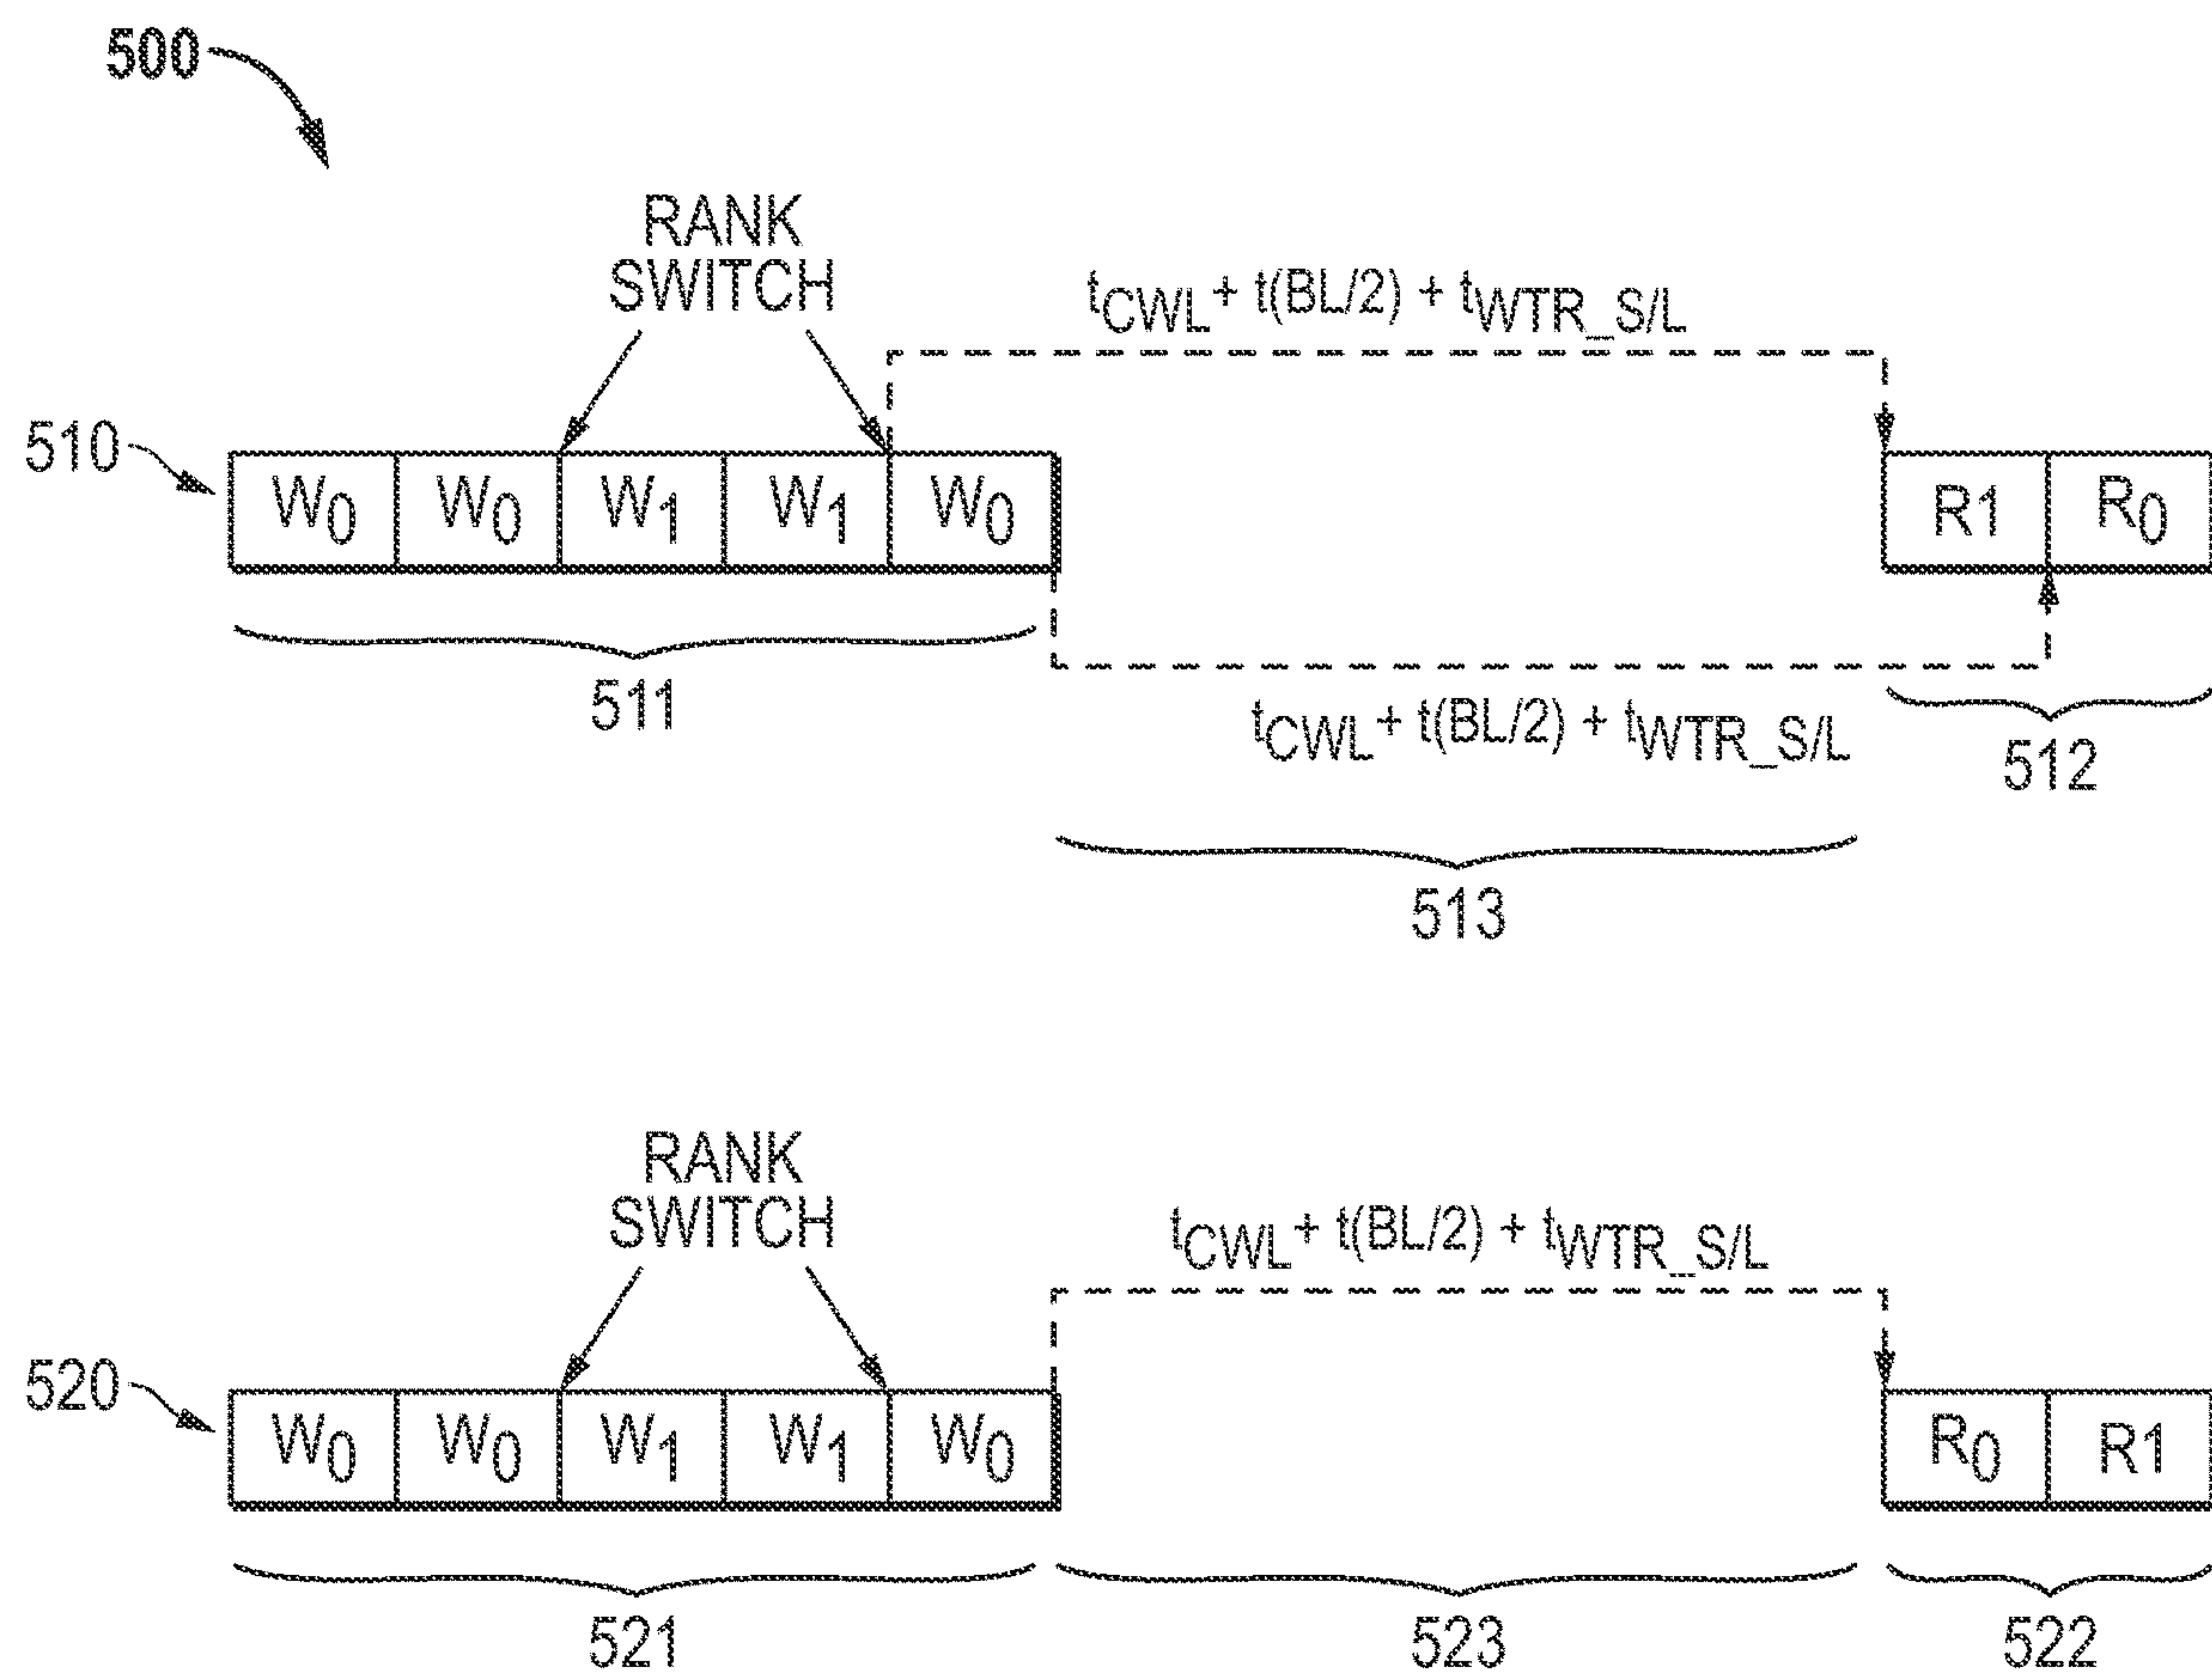 500
RANK
SWITCH
tCWL + t(BL/2) + tWTR_S/L
510
W0 W0 W1 W1 W0 R1 R0
511
tCWL + t(BL/2) + tWTR_S/L
512
513
RANK
SWITCH
tCWL + t(BL/2) + tWTR_S/L
520
W0 W0 W1 W1 W0 R0 R1
521 523 522